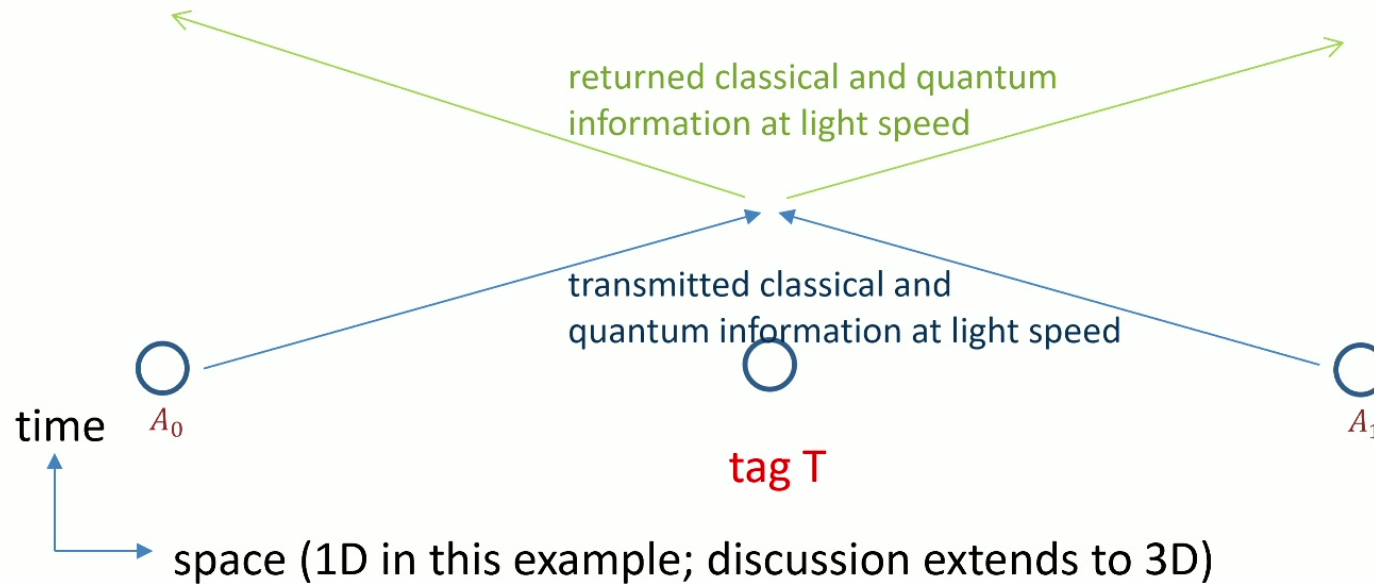 returned classical and quantum
information at light speed
transmitted classical and
quantum information at light speed
A₀
A₁
time
tag T
space (1D in this example; discussion extends to 3D)